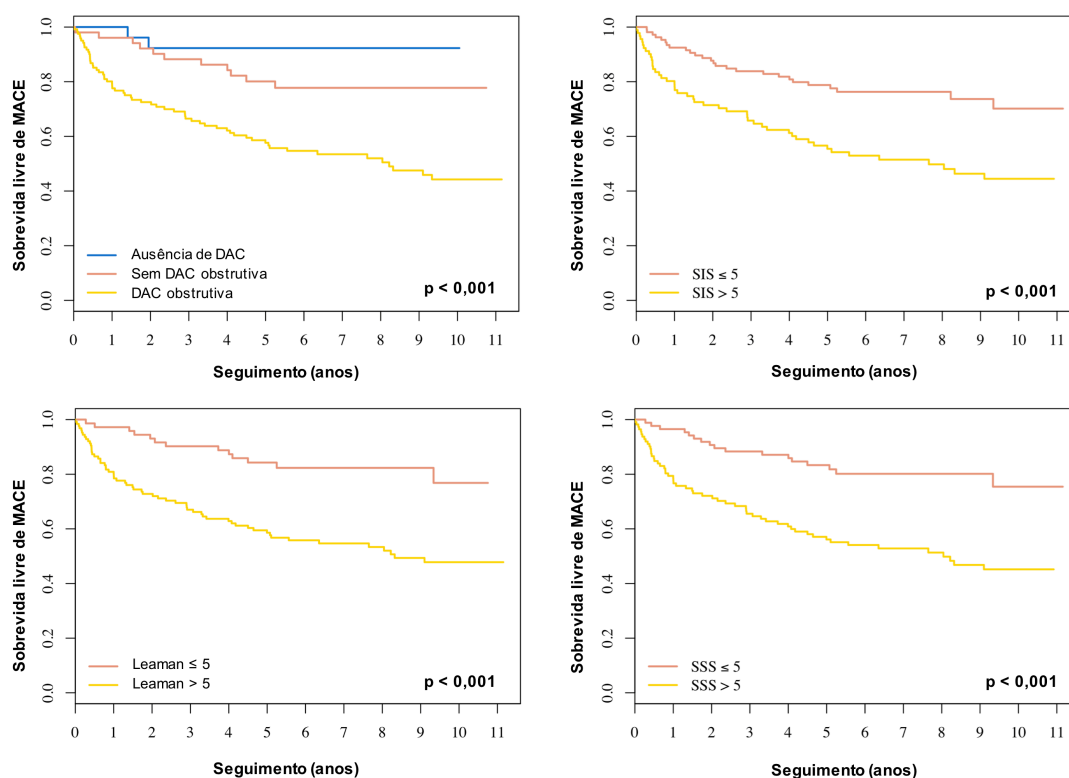 Sobrevida livre de MACE
1.0
0.8
0.6
0.4
0.2
0.0
Ausência de DAC
Sem DAC obstrutiva
DAC obstrutiva
p < 0,001
0 1 2 3 4 5 6 7 8 9 10 11
Seguimento (anos)
Sobrevida livre de MACE
1.0
0.8
0.6
0.4
0.2
0.0
SIS ≤ 5
SIS > 5
p < 0,001
0 1 2 3 4 5 6 7 8 9 10 11
Seguimento (anos)
Sobrevida livre de MACE
1.0
0.8
0.6
0.4
0.2
0.0
Leaman ≤ 5
Leaman > 5
p < 0,001
0 1 2 3 4 5 6 7 8 9 10 11
Seguimento (anos)
Sobrevida livre de MACE
1.0
0.8
0.6
0.4
0.2
0.0
SSS ≤ 5
SSS > 5
p < 0,001
0 1 2 3 4 5 6 7 8 9 10 11
Seguimento (anos)